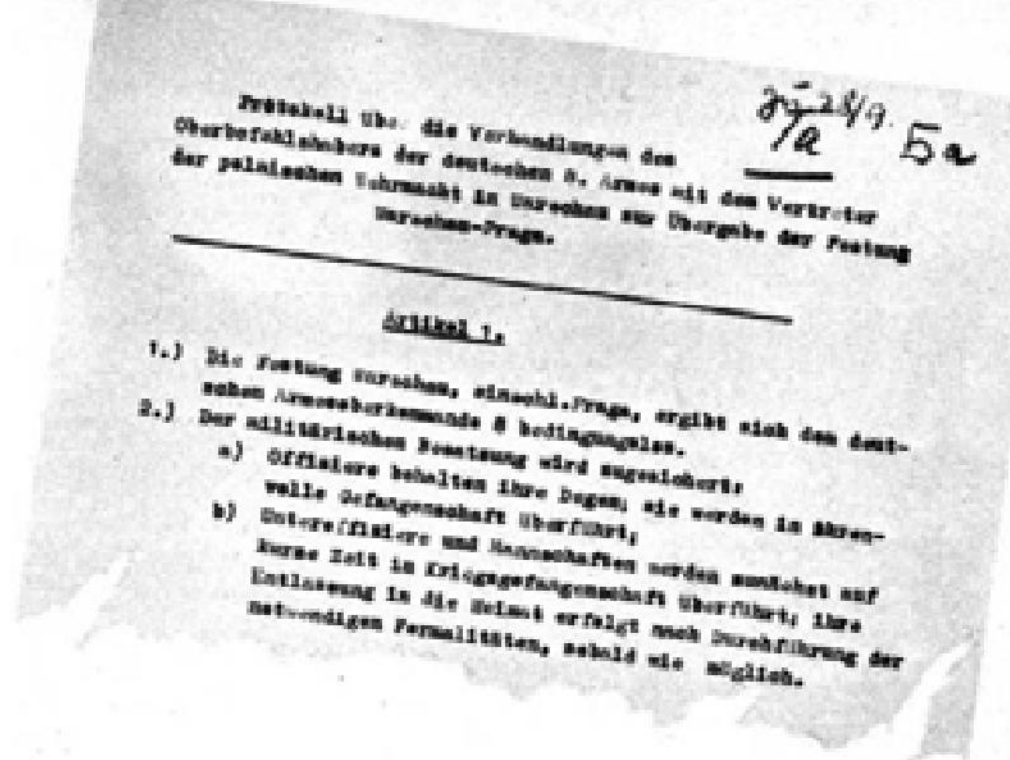 Protokoll über die Verhandlungen des
Oberbefehlshabers der deutschen 8. Armee mit dem Vertreter
der polnischen Wehrmacht in Warschau zur Übergabe der Festung
Warschau-Praga.
28/9.
5a
Artikel 1.
1.) Die Festung Warschau, einschl. Praga, ergibt sich dem deut-
schen Armeeoberkommando 8 bedingungslos.
2.) Der militärischen Besatzung wird zugesichert:
a.) Offiziere behalten ihre Degen; sie werden in ehren-
volle Gefangenschaft überführt;
b) Unteroffiziere und Mannschaften werden zunächst auf
kurze Zeit in Kriegsgefangenschaft überführt; ihre
Entlassung in die Heimat erfolgt nach Durchführung der
notwendigen Formalitäten, sobald wie möglich.